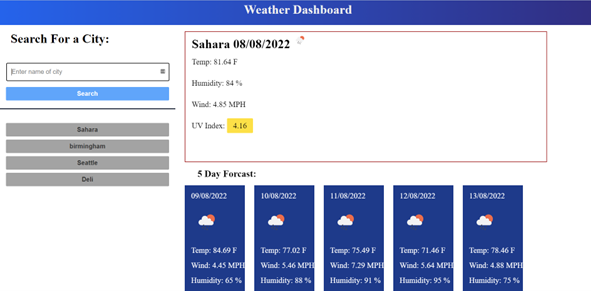 Weather Dashboard
Search For a City:
Enter name of city
Search
Sahara
birmingham
Seattle
Deli
Sahara 08/08/2022
Temp: 81.64 F
Humidity: 84 %
Wind: 4.85 MPH
UV Index: 4.16
5 Day Forcast:
09/08/2022
Temp: 84.69 F
Wind: 4.45 MPH
Humidity: 65 %
10/08/2022
Temp: 77.02 F
Wind: 5.46 MPH
Humidity: 88 %
11/08/2022
Temp: 75.49 F
Wind: 7.29 MPH
Humidity: 91 %
12/08/2022
Temp: 71.46 F
Wind: 5.64 MPH
Humidity: 95 %
13/08/2022
Temp: 78.46 F
Wind: 4.88 MPH
Humidity: 75 %